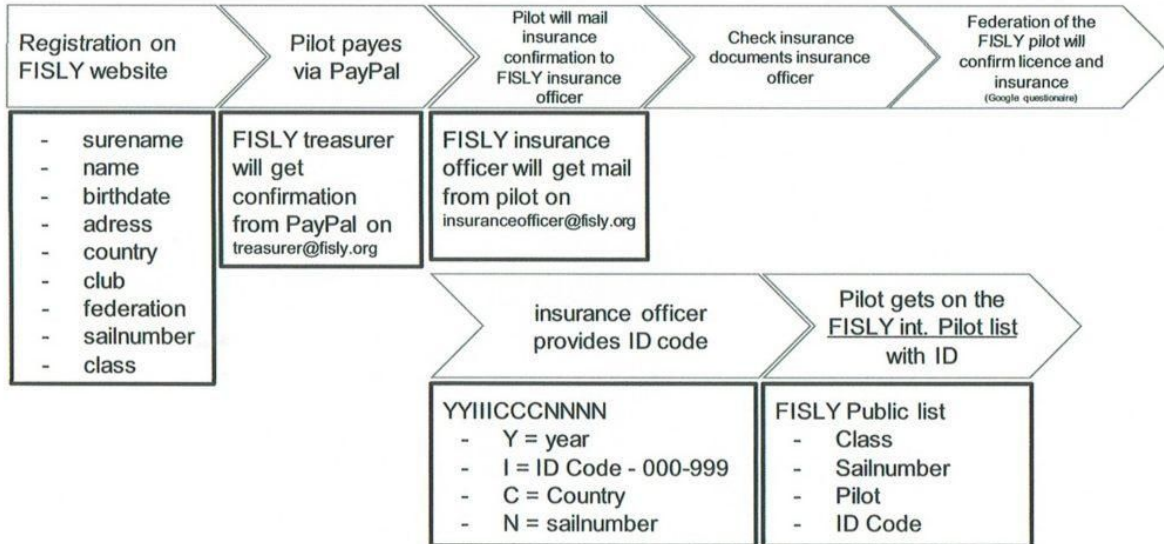 Registration on
FISLY website
Pilot payes
via PayPal
Pilot will mail
insurance
confirmation to
FISLY insurance
officer
Check insurance
documents insurance
officer
Federation of the
FISLY pilot will
confirm licence and
insurance
(Google questionaire)
- surename
- name
- birthdate
- adress
- country
- club
- federation
- sailnumber
- class
FISLY treasurer
will get
confirmation
from PayPal on
treasurer@fisly.org
FISLY insurance
officer will get mail
from pilot on
insuranceofficer@fisly.org
insurance officer
provides ID code
Pilot gets on the
FISLY int. Pilot list
with ID
YYIIICCCNNNN
- Y = year
- I = ID Code - 000-999
- C = Country
- N = sailnumber
FISLY Public list
- Class
- Sailnumber
- Pilot
- ID Code